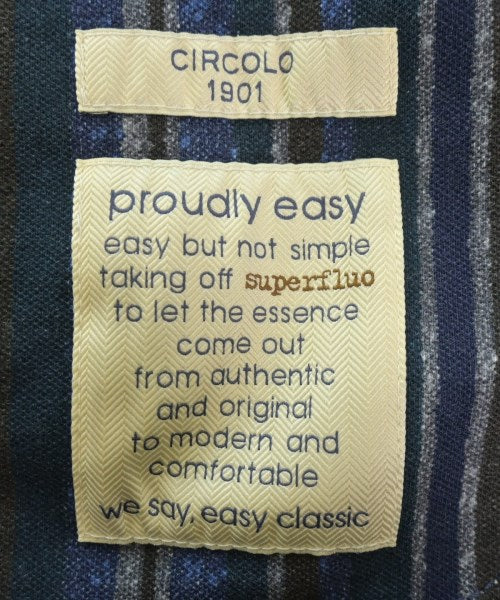 CIRCOLO
1901
proudly easy
easy but not simple
taking off superfluo
to let the essence
come out
from authentic
and original
to modern and
comfortable
we say, easy classic